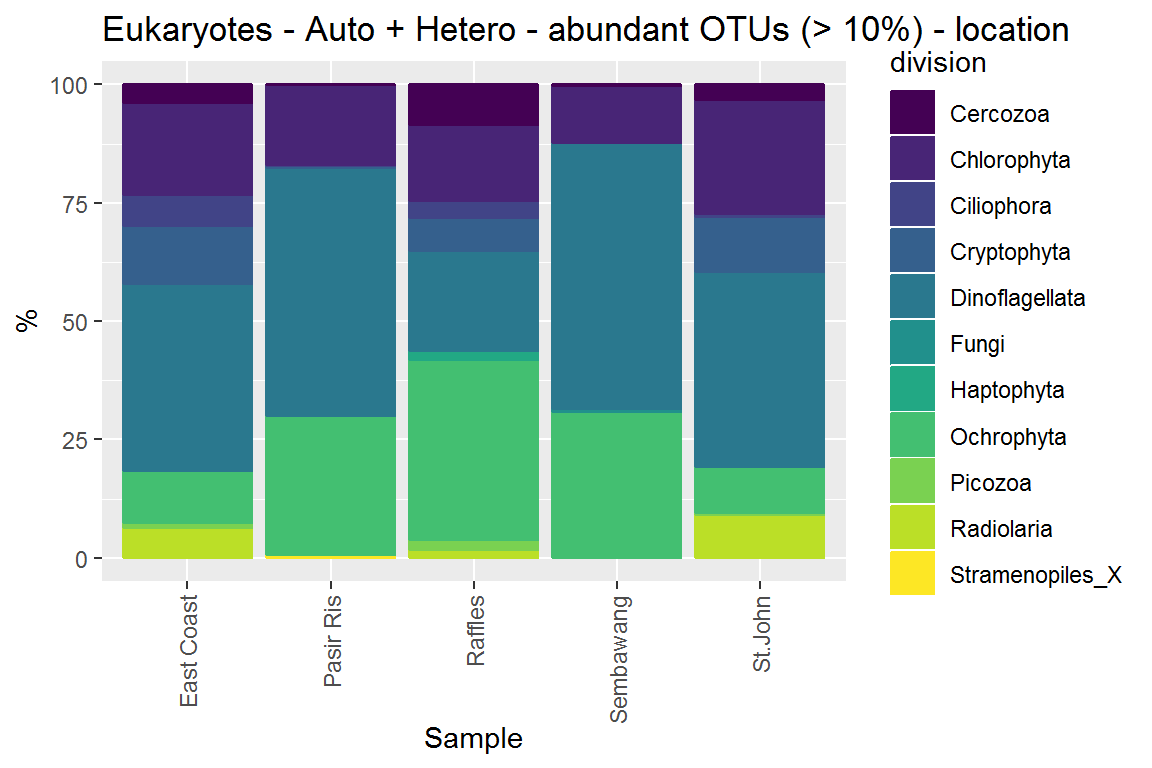 Eukaryotes - Auto + Hetero - abundant OTUs (> 10%) - location
division
Cercozoa
Chlorophyta
Ciliophora
Cryptophyta
Dinoflagellata
Fungi
Haptophyta
Ochrophyta
Picozoa
Radiolaria
Stramenopiles_X
%
100
75
50
25
0
East Coast
Pasir Ris
Raffles
Sembawang
St.John
Sample